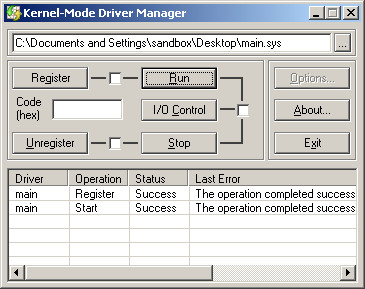 Kernel-Mode Driver Manager
C:\Documents and Settings\sandbox\Desktop\main.sys ...
Register Run Options...
Code (hex) I/O Control About...
Unregister Stop Exit
Driver Operation Status Last Error
main Register Success The operation completed success
main Start Success The operation completed success